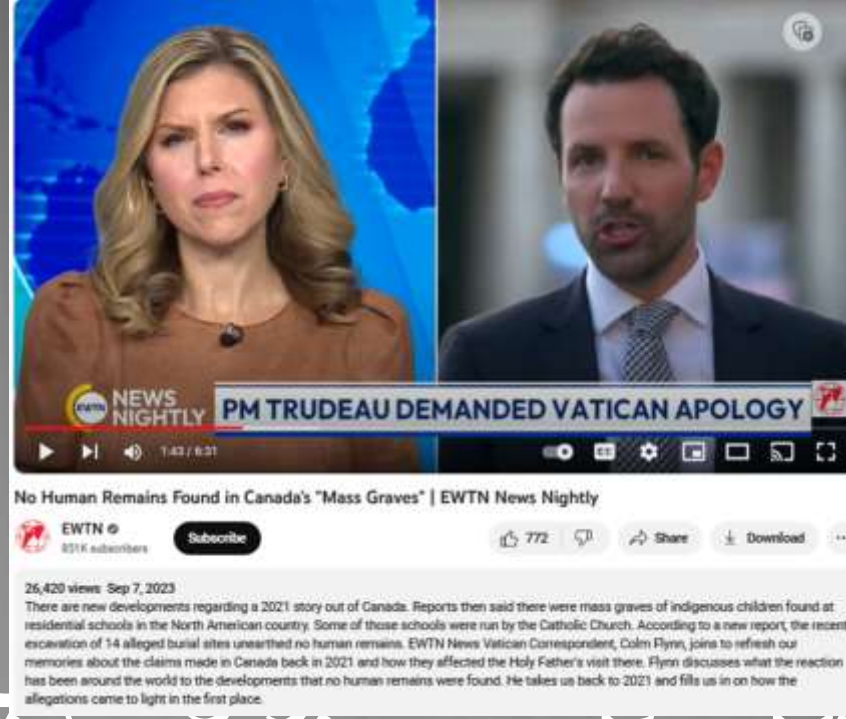 EWTN NEWS
NIGHTLY
PM TRUDEAU DEMANDED VATICAN APOLOGY
1:43 / 6:31
CC
No Human Remains Found in Canada's "Mass Graves" | EWTN News Nightly
EWTN
851K subscribers
Subscribe
772
Share
Download
26,420 views Sep 7, 2023
There are new developments regarding a 2021 story out of Canada. Reports then said there were mass graves of indigenous children found at
residential schools in the North American country. Some of those schools were run by the Catholic Church. According to a new report, the recent
excavation of 14 alleged burial sites unearthed no human remains. EWTN News Vatican Correspondent, Colm Flynn, joins to refresh our
memories about the claims made in Canada back in 2021 and how they affected the Holy Father's visit there. Flynn discusses what the reaction
has been around the world to the developments that no human remains were found. He takes us back to 2021 and fills us in on how the
allegations came to light in the first place.